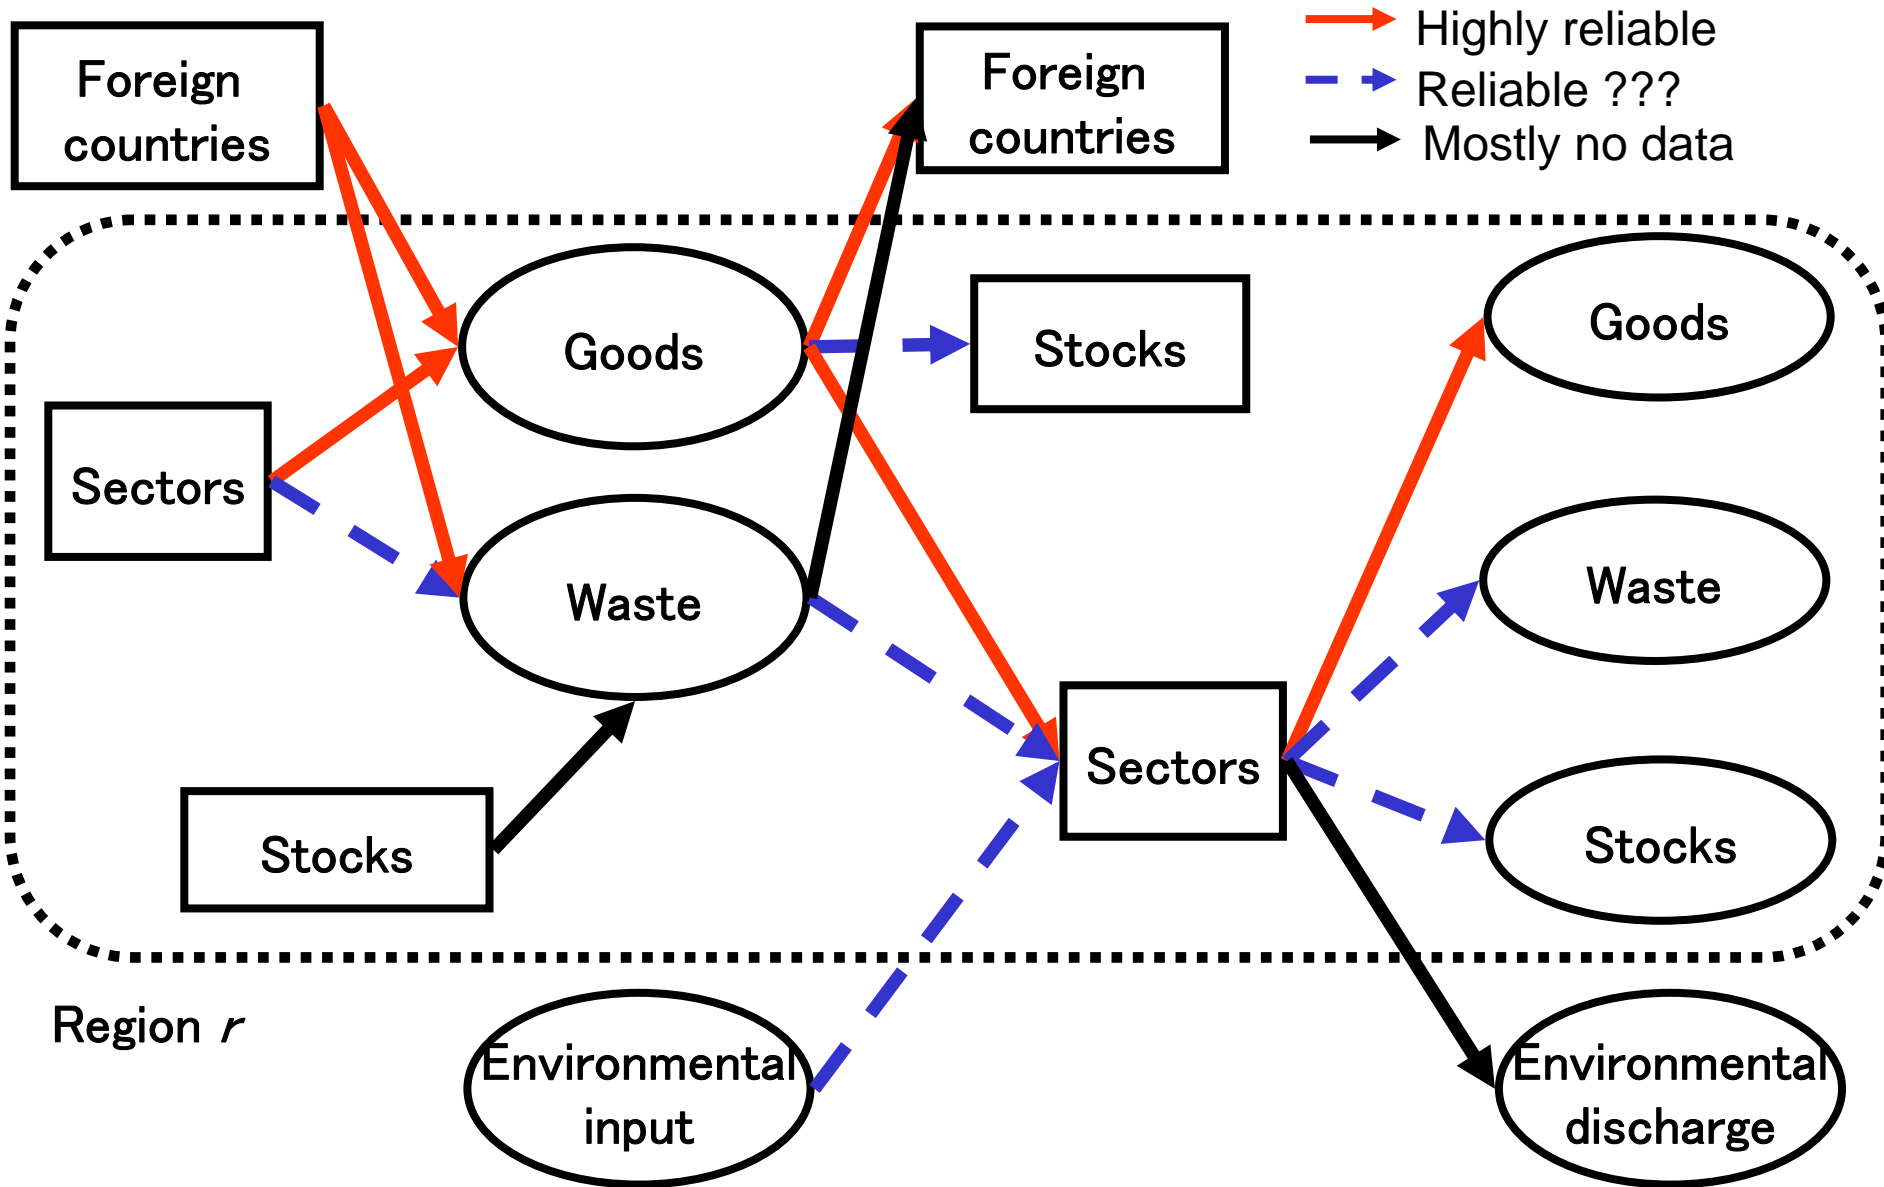 Foreign
countries
Foreign
countries
Highly reliable
Reliable ???
Mostly no data
Goods
Stocks
Goods
Sectors
Waste
Waste
Sectors
Stocks
Stocks
Region r
Environmental
input
Environmental
discharge